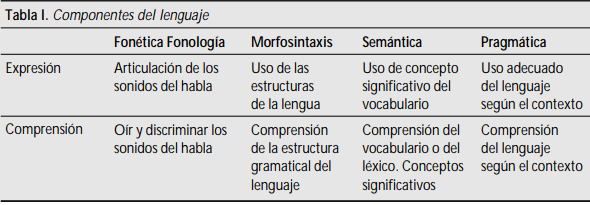 Tabla I. Componentes del lenguaje
Fonética Fonología Morfosintaxis Semántica Pragmática
Expresión Articulación de los Uso de las Uso de concepto Uso adecuado
sonidos del habla estructuras significativo del del lenguaje
de la lengua vocabulario según el contexto
Comprensión Oír y discriminar los Comprensión Comprensión del Comprensión
sonidos del habla de la estructura vocabulario o del del lenguaje
gramatical del léxico. Conceptos según el contexto
lenguaje significativos